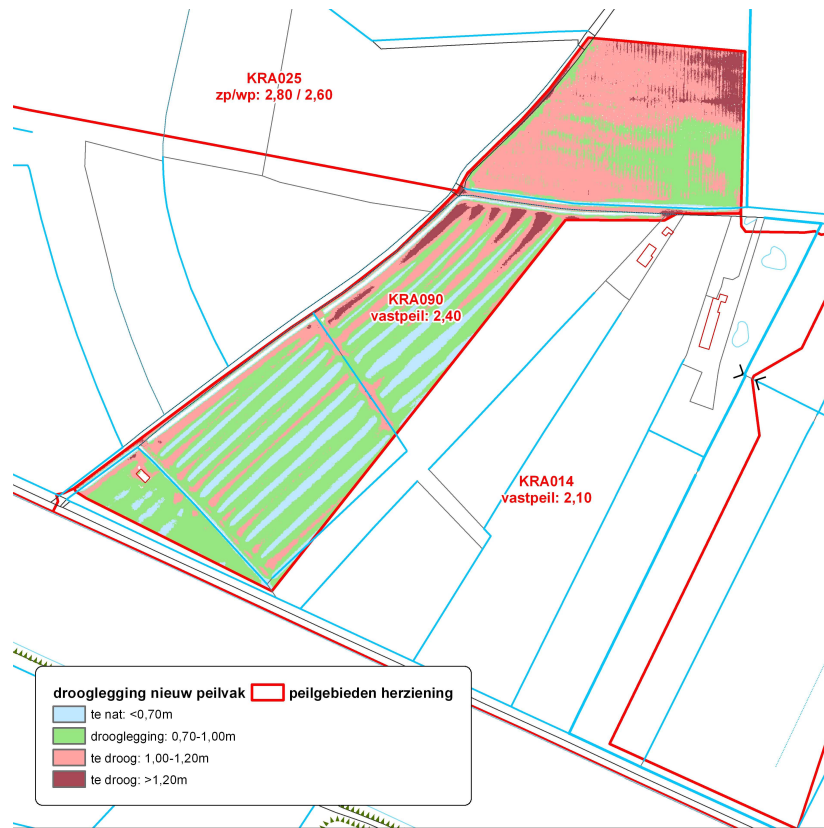 KRA025
zp/wp: 2,80 / 2,60
KRA090
vastpeil: 2,40
KRA014
vastpeil: 2,10
drooglegging nieuw peilvak
peilgebieden herziening
te nat: <0,70m
drooglegging: 0,70-1,00m
te droog: 1,00-1,20m
te droog: >1,20m